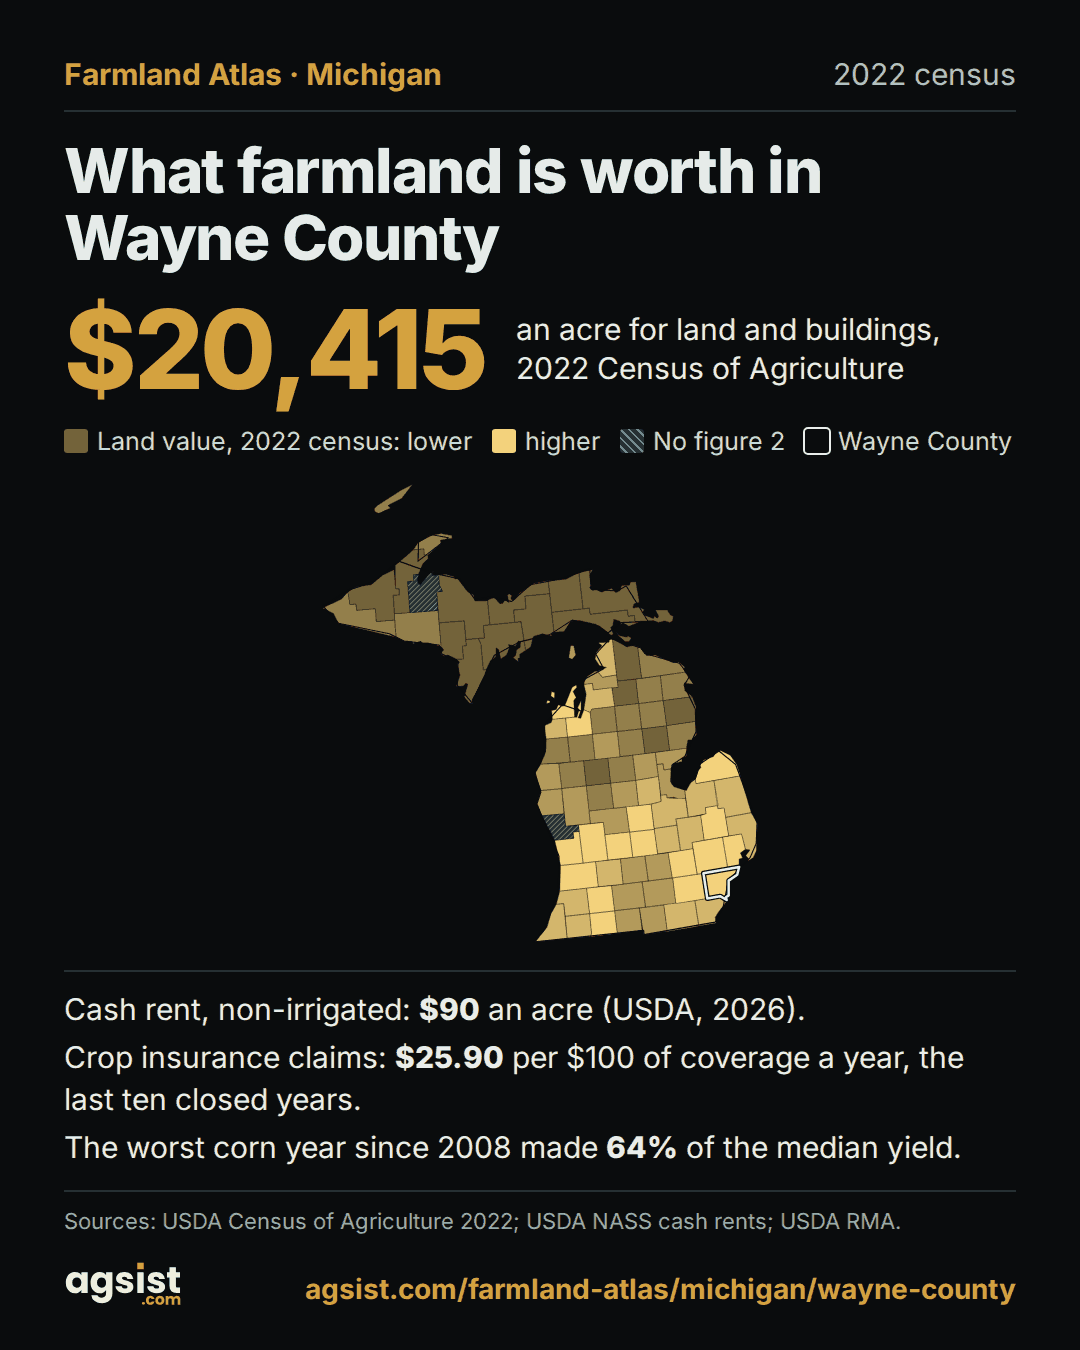 Farmland Atlas · Michigan
2022 census
What farmland is worth in
Wayne County
$20,415
an acre for land and buildings,
2022 Census of Agriculture
Land value, 2022 census: lower
higher
No figure 2
Wayne County
Cash rent, non-irrigated: $90 an acre (USDA, 2026).
Crop insurance claims: $25.90 per $100 of coverage a year, the
last ten closed years.
The worst corn year since 2008 made 64% of the median yield.
Sources: USDA Census of Agriculture 2022; USDA NASS cash rents; USDA RMA.
agsist
.com
agsist.com/farmland-atlas/michigan/wayne-county